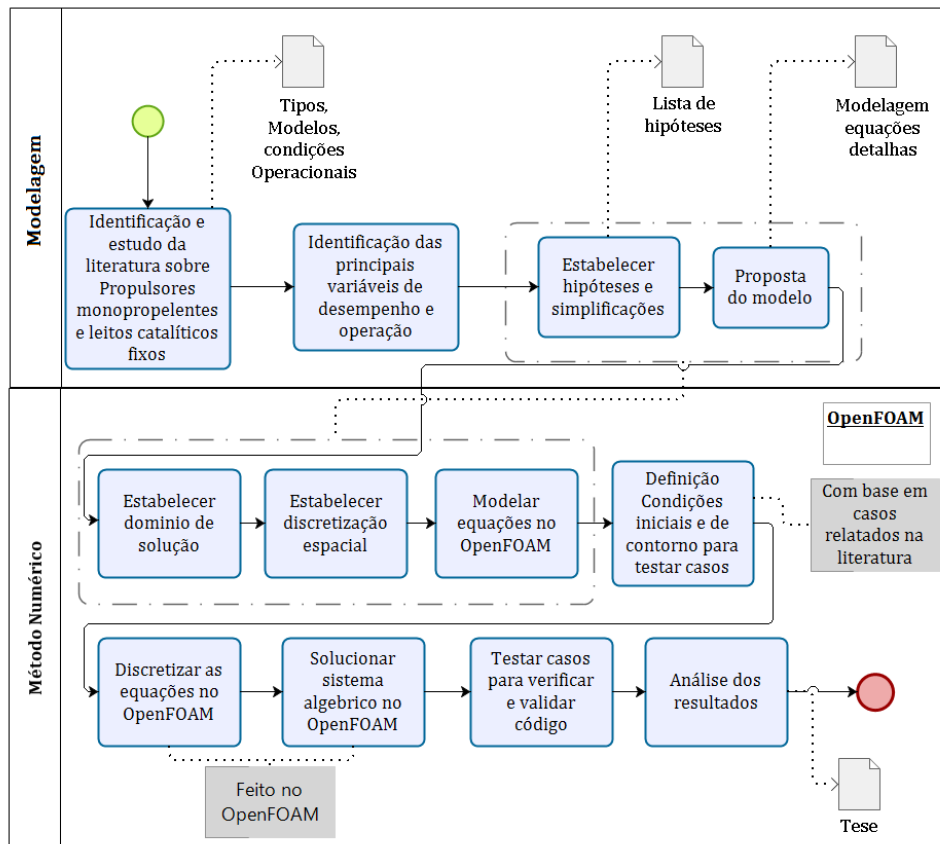 Modelagem
Tipos,
Modelos,
condições
Operacionais
Lista de
hipóteses
Modelagem
equações
detalhas
Identificação e
estudo da
literatura sobre
Propulsores
monopropelentes
e leitos catalíticos
fixos
Identificação das
principais
variáveis de
desempenho e
operação
Estabelecer
hipóteses e
simplificações
Proposta
do modelo
Método Numérico
OpenFOAM
Estabelecer
dominio de
solução
Estabelecer
discretização
espacial
Modelar
equações no
OpenFOAM
Definição
Condições
iniciais e de
contorno para
testar casos
Com base em
casos
relatados na
literatura
Discretizar as
equações no
OpenFOAM
Solucionar
sistema
algebrico no
OpenFOAM
Testar casos
para verificar
e validar
código
Análise dos
resultados
Feito no
OpenFOAM
Tese